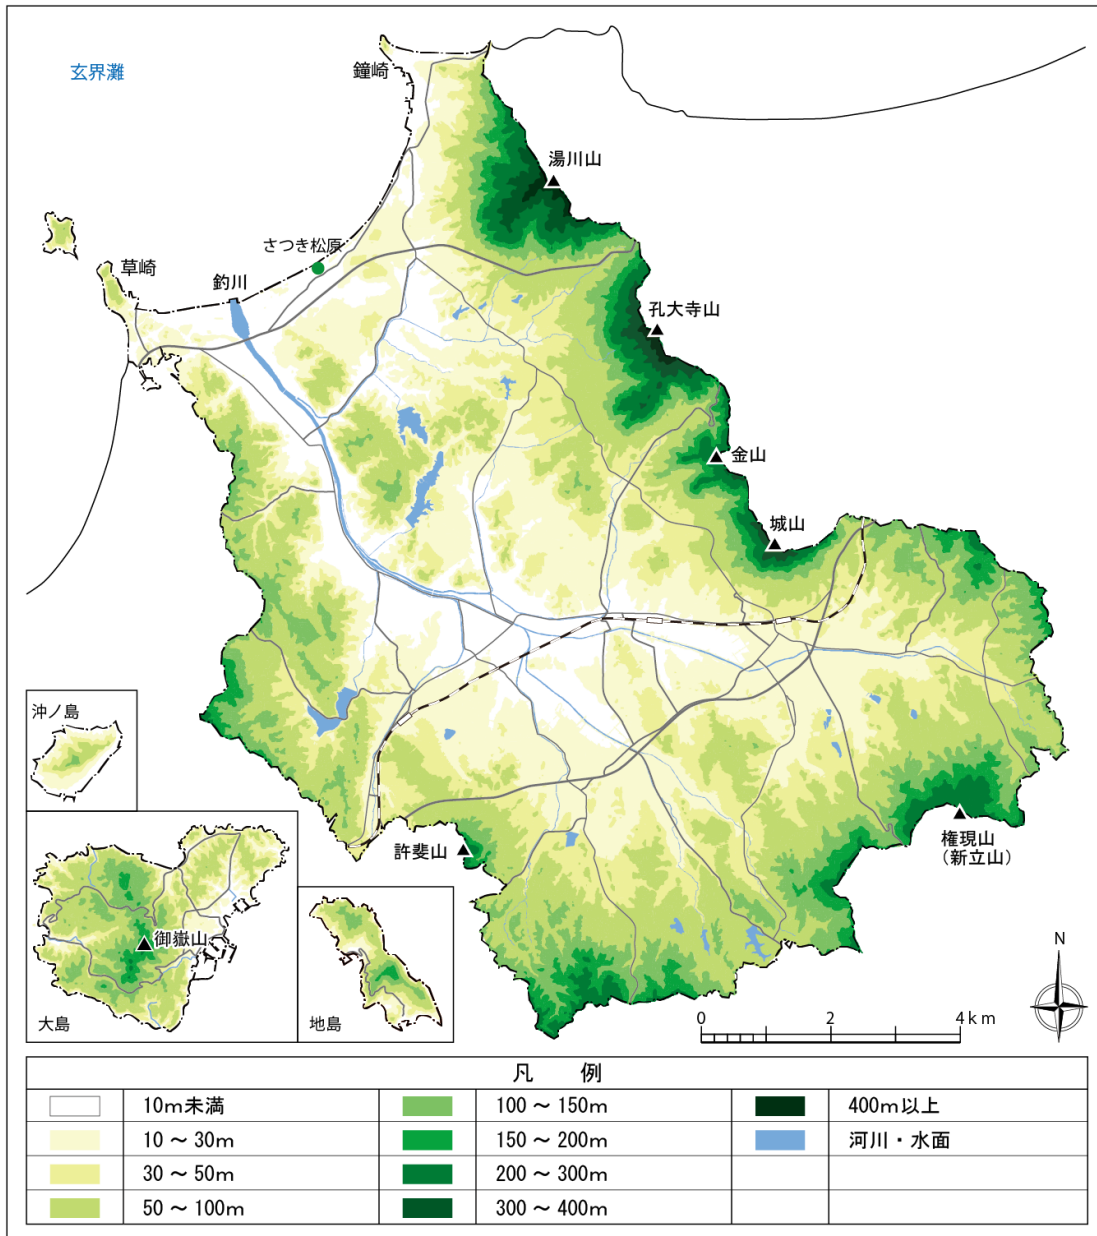 玄界灘
鐘崎
湯川山
さつき松原
草崎
釣川
孔大寺山
金山
城山
沖ノ島
許斐山
権現山
（新立山）
御嶽山
大島
地島
N
0 2 4km
凡 例
10m未満 100 ～ 150m 400m以上
10 ～ 30m 150 ～ 200m 河川・水面
30 ～ 50m 200 ～ 300m
50 ～ 100m 300 ～ 400m